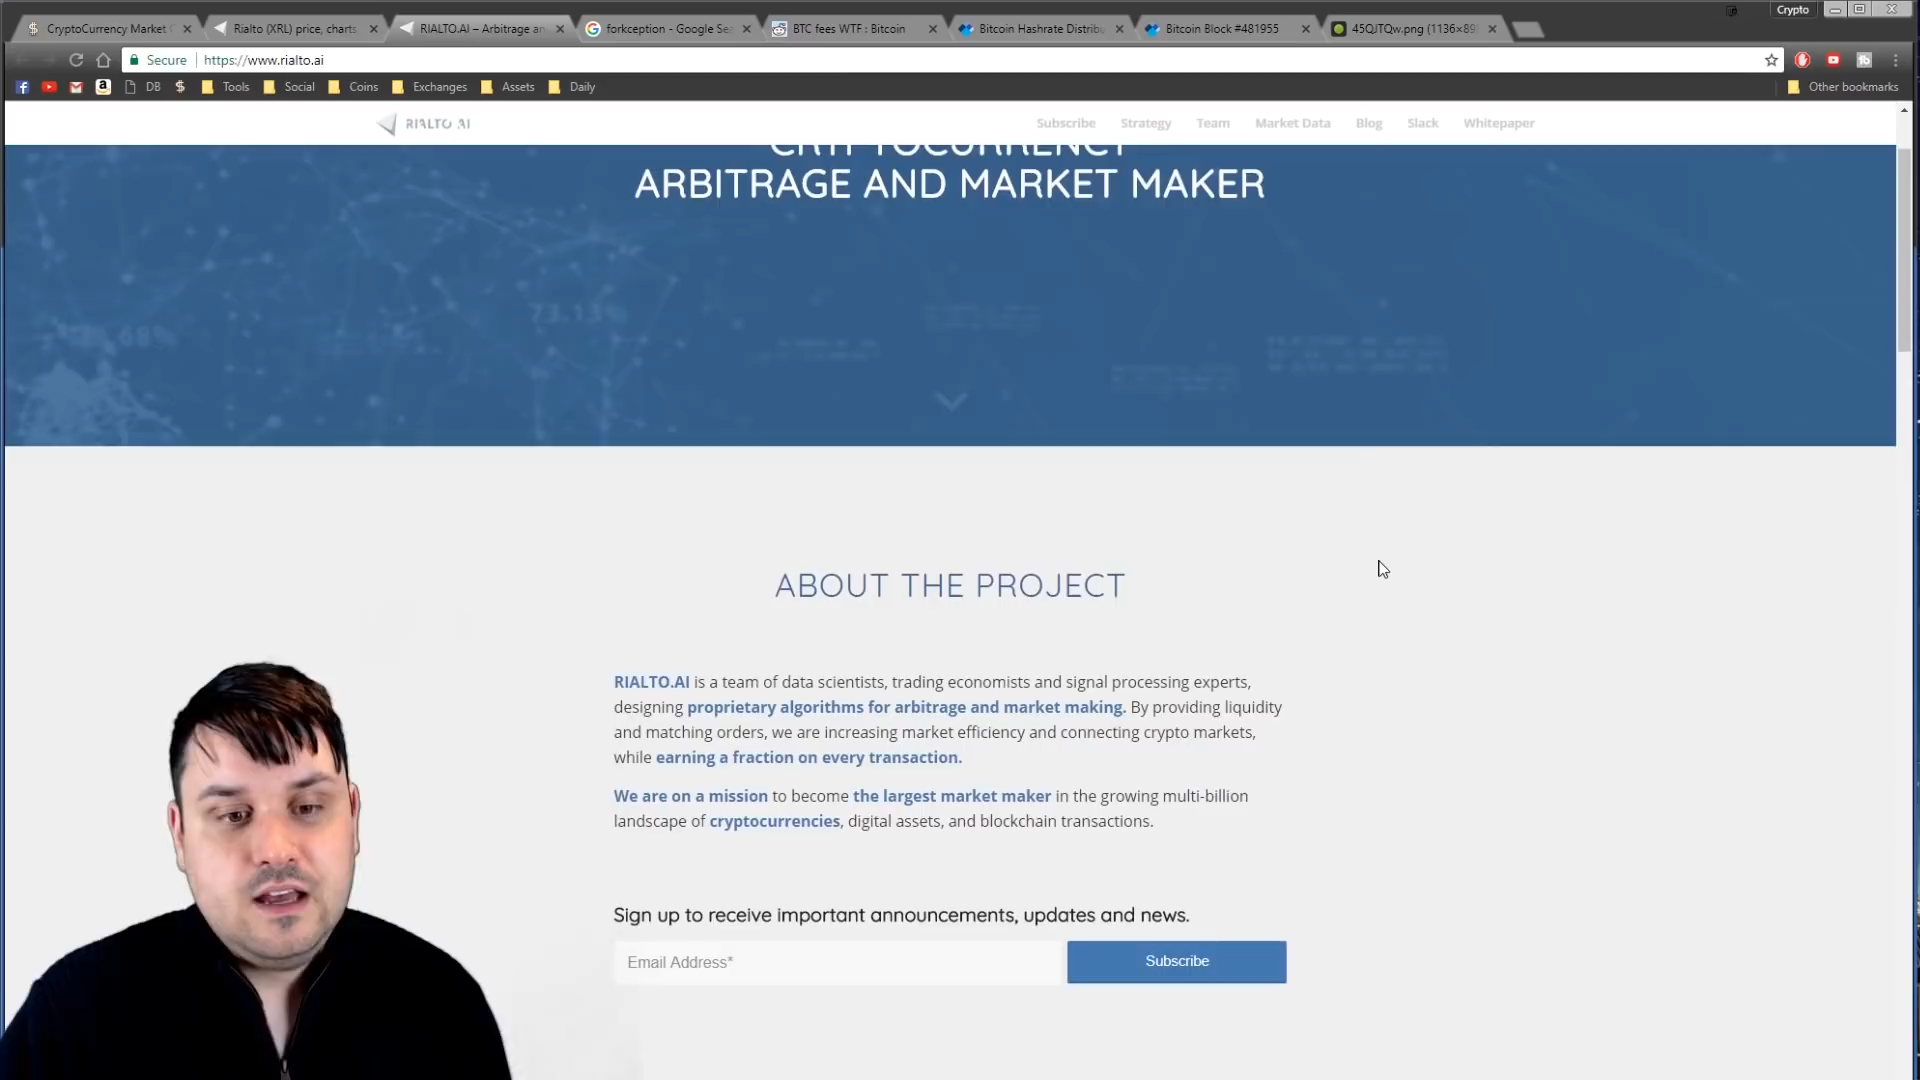 Crypto
CryptoCurrency Market
Rialto (XRL) price, charts,
RIALTO.AI – Arbitrage an
forkception - Google Se
BTC fees WTF : Bitcoin
Bitcoin Hashrate Distribu
Bitcoin Block #481955
45QJTQw.png (1136×89
Secure
https://www.rialto.ai
DB
Tools
Social
Coins
Exchanges
Assets
Daily
Other bookmarks
RIALTO AI
Subscribe
Strategy
Team
Market Data
Blog
Slack
Whitepaper
CRYPTOCURRENCY
ARBITRAGE AND MARKET MAKER
73.13%
ABOUT THE PROJECT
RIALTO.AI is a team of data scientists, trading economists and signal processing experts,
designing proprietary algorithms for arbitrage and market making. By providing liquidity
and matching orders, we are increasing market efficiency and connecting crypto markets,
while earning a fraction on every transaction.
We are on a mission to become the largest market maker in the growing multi-billion
landscape of cryptocurrencies, digital assets, and blockchain transactions.
Sign up to receive important announcements, updates and news.
Email Address*
Subscribe